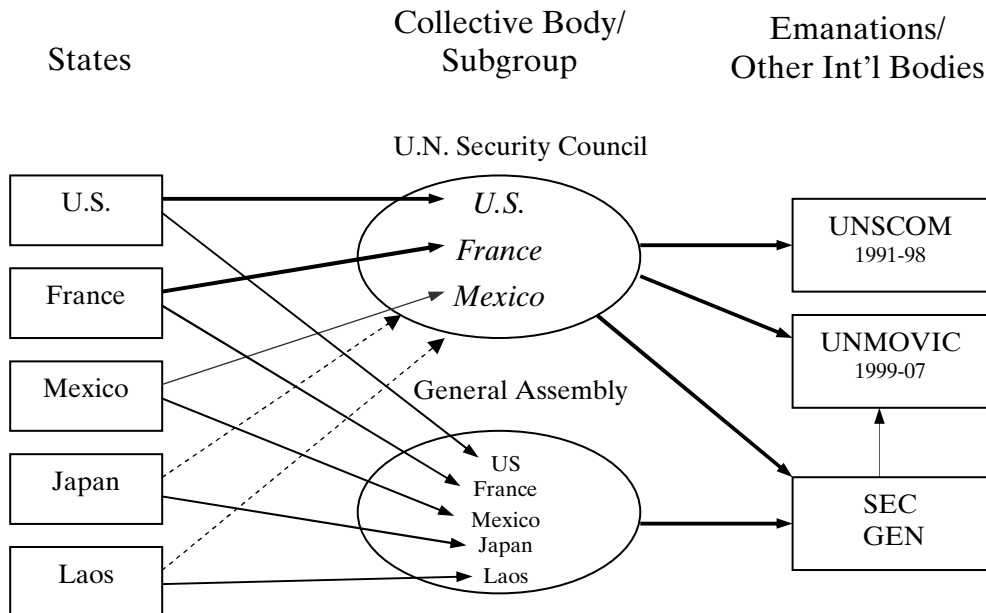 States
Collective Body/
Subgroup
Emanations/
Other Int’l Bodies
U.N. Security Council
U.S.
France
Mexico
Japan
Laos
U.S.
France
Mexico
General Assembly
US
France
Mexico
Japan
Laos
UNSCOM
1991-98
UNMOVIC
1999-07
SEC
GEN